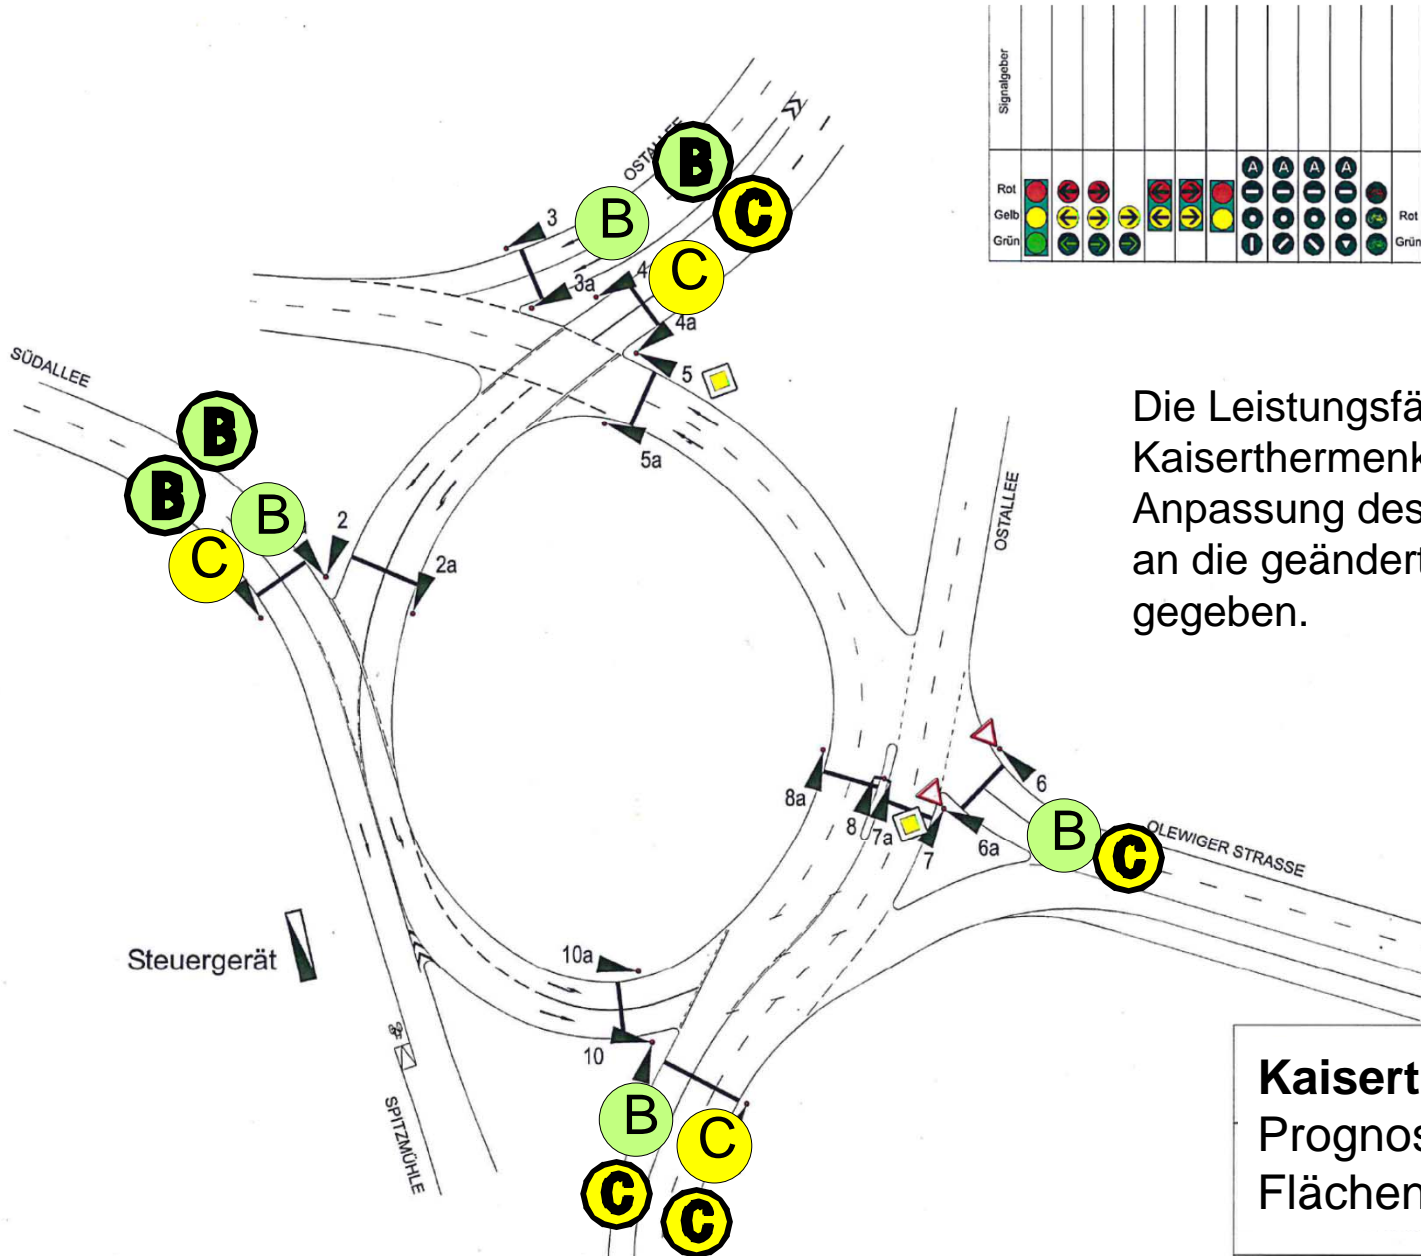 Signalgeber
A A A A
Rot
Gelb
Grün
Rot
Grün
OSTALLEE
B
C
B
C
3
3a
4
4a
5
5a
SÜDALLEE
B
B
B
C
2
2a
Die Leistungsfä
Kaiserthermenk
Anpassung des
an die geändert
gegeben.
OSTALLEE
6
6a
7
7a
8
8a
B
C
OLEWIGER STRASSE
Steuergerät
10a
10
SPITZMÜHLE
B
C
C
C
Kaisert
Prognos
Flächen